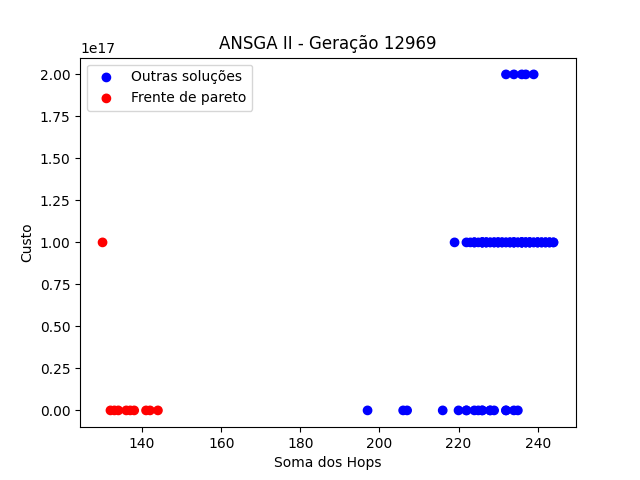 ANSGA II - Geração 12969
1e17
Outras soluções
Frente de pareto
2.00
1.75
1.50
1.25
1.00
0.75
0.50
0.25
0.00
Custo
140 160 180 200 220 240
Soma dos Hops